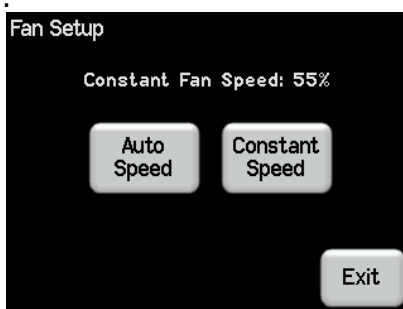 .
Fan Setup
Constant Fan Speed: 55%
Auto
Speed
Constant
Speed
Exit